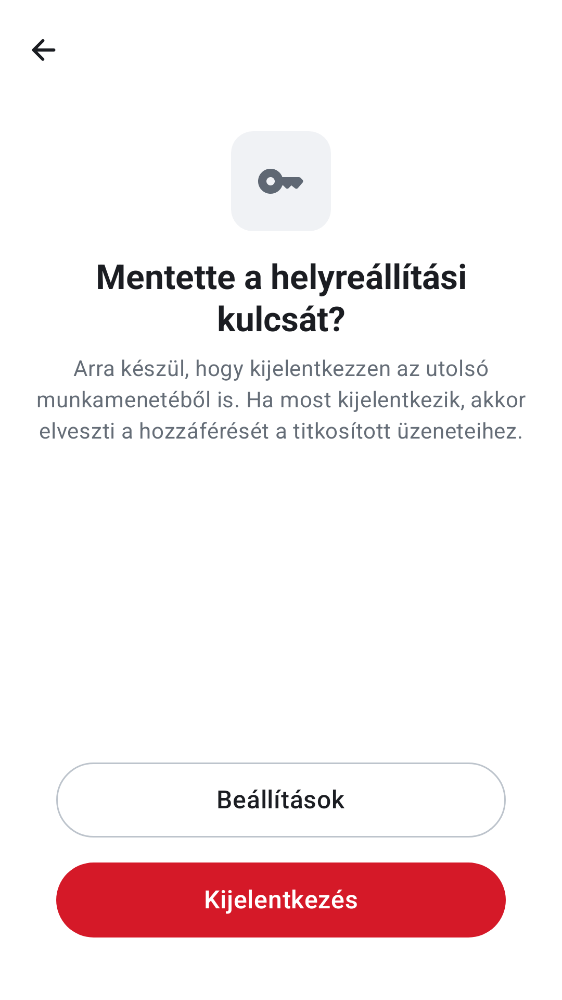 Mentette a helyreállítási
kulcsát?
Arra készül, hogy kijelentkezzen az utolsó
munkamenetéből is. Ha most kijelentkezik, akkor
elveszti a hozzáférését a titkosított üzeneteihez.
Beállítások
Kijelentkezés